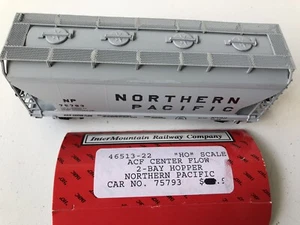 NP
75793
NORTHERN
PACIFIC
InterMountain Railway Company
46513-22 "HO" SCALE
ACF CENTER FLOW
2-BAY HOPPER
NORTHERN PACIFIC
CAR NO. 75793 $